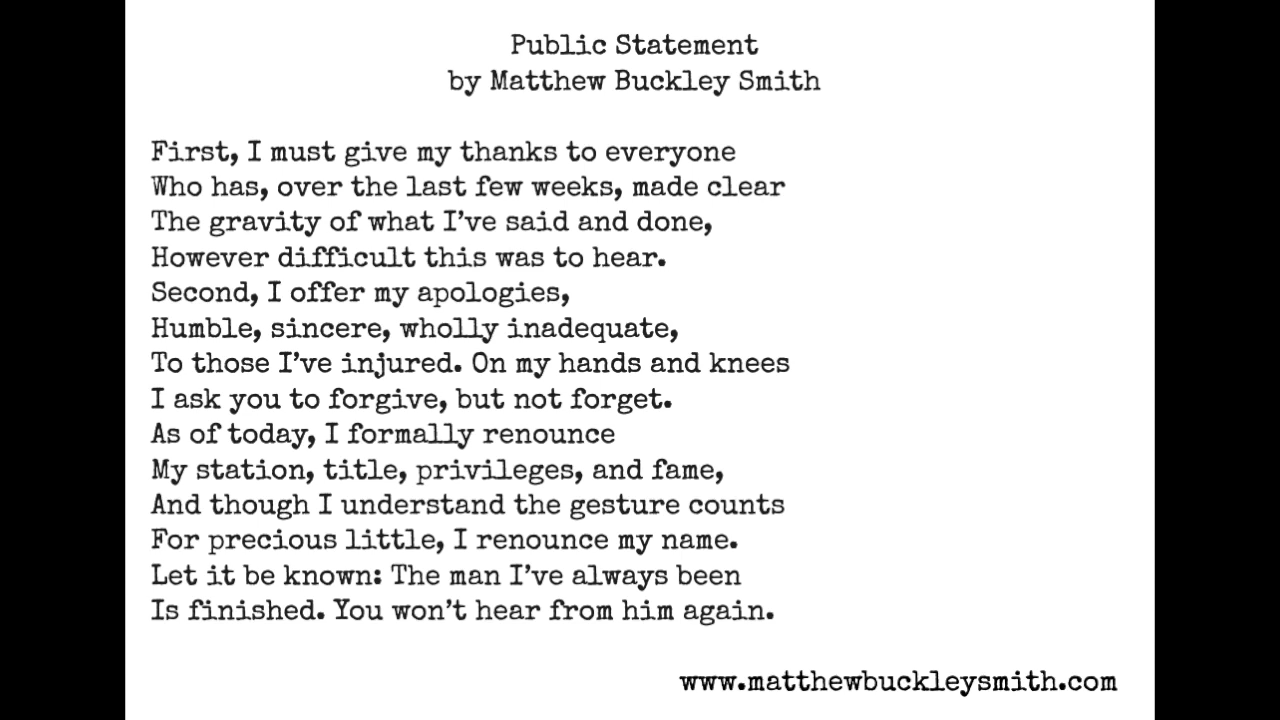 Public Statement
by Matthew Buckley Smith
First, I must give my thanks to everyone
Who has, over the last few weeks, made clear
The gravity of what I’ve said and done,
However difficult this was to hear.
Second, I offer my apologies,
Humble, sincere, wholly inadequate,
To those I’ve injured. On my hands and knees
I ask you to forgive, but not forget.
As of today, I formally renounce
My station, title, privileges, and fame,
And though I understand the gesture counts
For precious little, I renounce my name.
Let it be known: The man I’ve always been
Is finished. You won’t hear from him again.
www.matthewbuckleysmith.com